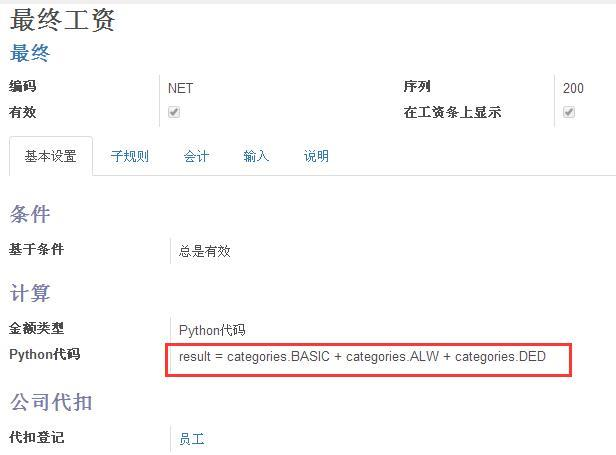 最终工资
最终
编码 NET 序列 200
有效 在工资条上显示
基本设置 子规则 会计 输入 说明
条件
基于条件 总是有效
计算
金额类型 Python代码
Python代码 result = categories.BASIC + categories.ALW + categories.DED
公司代扣
代扣登记 员工